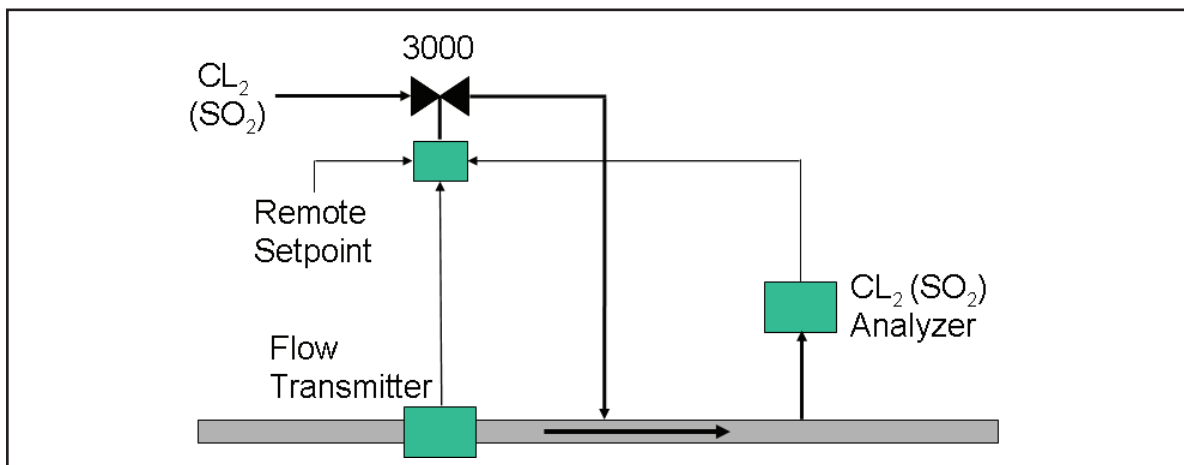 3000
CL₂
(SO₂)
Remote
Setpoint
CL₂ (SO₂)
Analyzer
Flow
Transmitter